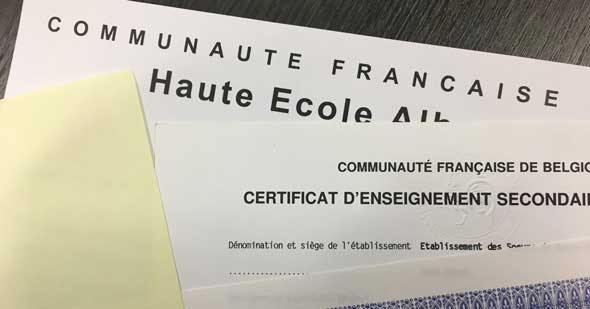 COMMUNAUTE FRANCAISE
Haute Ecole
COMMUNAUTÉ FRANÇAISE DE
CERTIFICAT D'ENSEIGNEMENT
Dénomination et siège de l'établissement Etablissement des